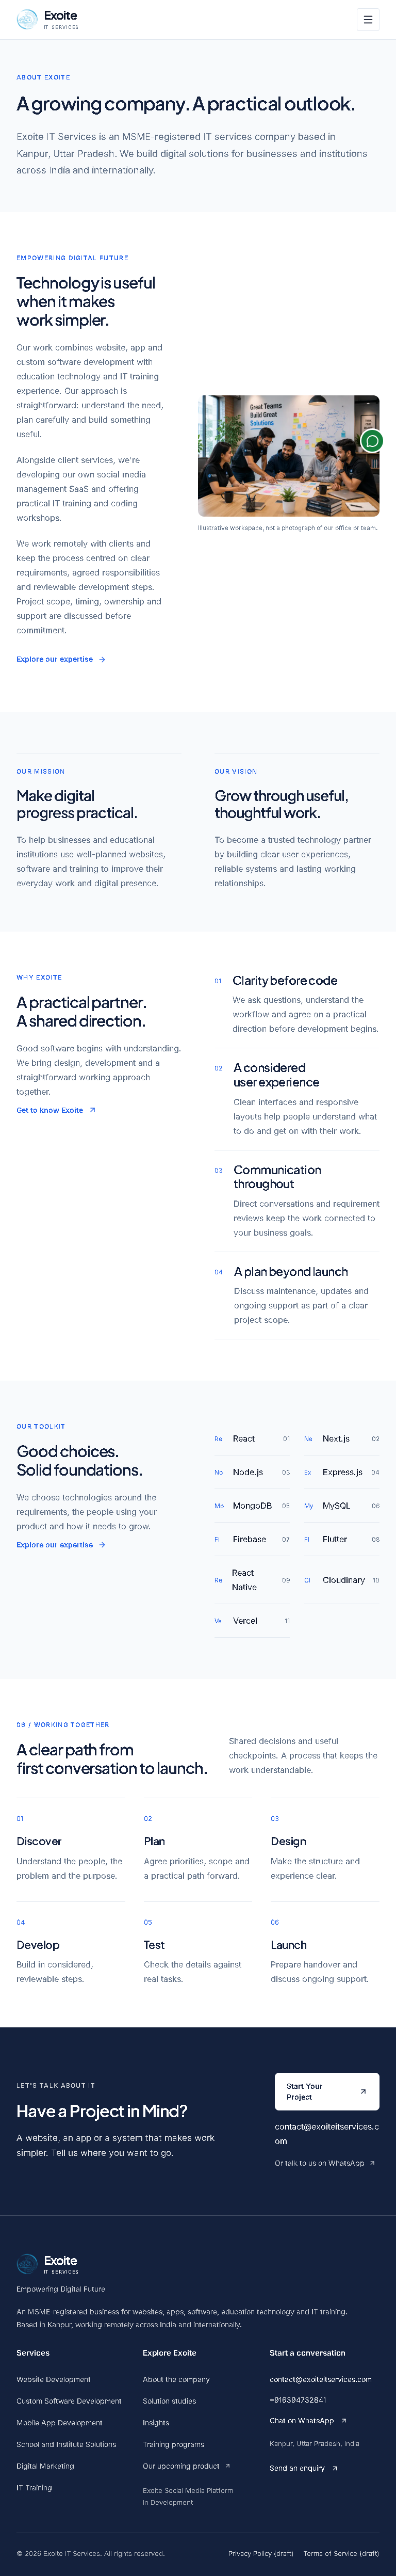 Exoite
IT SERVICES
ABOUT EXOITE
A growing company. A practical outlook.
Exoite IT Services is an MSME-registered IT services company based in
Kanpur, Uttar Pradesh. We build digital solutions for businesses and institutions
across India and internationally.
EMPOWERING DIGITAL FUTURE
Technology is useful
when it makes
work simpler.
Our work combines website, app and
custom software development with
education technology and IT training
experience. Our approach is
straightforward: understand the need,
plan carefully and build something
useful.
Alongside client services, we're
developing our own social media
management SaaS and offering
practical IT training and coding
workshops.
We work remotely with clients and
keep the process centred on clear
requirements, agreed responsibilities
and reviewable development steps.
Project scope, timing, ownership and
support are discussed before
commitment.
Explore our expertise
Great Teams
Build Great
Solutions
Illustrative workspace, not a photograph of our office or team.
OUR MISSION
Make digital
progress practical.
To help businesses and educational
institutions use well-planned websites,
software and training to improve their
everyday work and digital presence.
OUR VISION
Grow through useful,
thoughtful work.
To become a trusted technology partner
by building clear user experiences,
reliable systems and lasting working
relationships.
WHY EXOITE
A practical partner.
A shared direction.
Good software begins with understanding.
We bring design, development and a
straightforward working approach
together.
Get to know Exoite
01 Clarity before code
We ask questions, understand the
workflow and agree on a practical
direction before development begins.
02 A considered
user experience
Clean interfaces and responsive
layouts help people understand what
to do and get on with their work.
03 Communication
throughout
Direct conversations and requirement
reviews keep the work connected to
your business goals.
04 A plan beyond launch
Discuss maintenance, updates and
ongoing support as part of a clear
project scope.
OUR TOOLKIT
Good choices.
Solid foundations.
We choose technologies around the
requirements, the people using your
product and how it needs to grow.
Explore our expertise
Re React 01
Ne Next.js 02
No Node.js 03
Ex Express.js 04
Mo MongoDB 05
My MySQL 06
Fi Firebase 07
Fl Flutter 08
Re React
Native 09
Cl Cloudinary 10
Ve Vercel 11
08 / WORKING TOGETHER
A clear path from
first conversation to launch.
Shared decisions and useful
checkpoints. A process that keeps the
work understandable.
01
Discover
Understand the people, the
problem and the purpose.
02
Plan
Agree priorities, scope and
a practical path forward.
03
Design
Make the structure and
experience clear.
04
Develop
Build in considered,
reviewable steps.
05
Test
Check the details against
real tasks.
06
Launch
Prepare handover and
discuss ongoing support.
LET'S TALK ABOUT IT
Have a Project in Mind?
A website, an app or a system that makes work
simpler. Tell us where you want to go.
Start Your
Project
contact@exoiteitservices.c
om
Or talk to us on WhatsApp
Exoite
IT SERVICES
Empowering Digital Future
An MSME-registered business for websites, apps, software, education technology and IT training.
Based in Kanpur, working remotely across India and internationally.
Services
Website Development
Custom Software Development
Mobile App Development
School and Institute Solutions
Digital Marketing
IT Training
Explore Exoite
About the company
Solution studies
Insights
Training programs
Our upcoming product
Exoite Social Media Platform
In Development
Start a conversation
contact@exoiteitservices.com
+916394732841
Chat on WhatsApp
Kanpur, Uttar Pradesh, India
Send an enquiry
© 2026 Exoite IT Services. All rights reserved.
Privacy Policy (draft)
Terms of Service (draft)